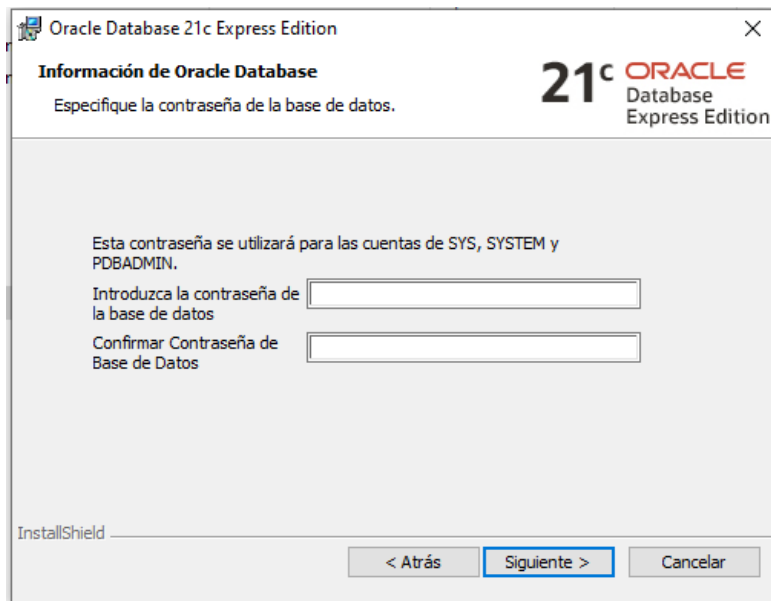 Oracle Database 21c Express Edition
Información de Oracle Database
Especifique la contraseña de la base de datos.
21c ORACLE
Database
Express Edition
Esta contraseña se utilizará para las cuentas de SYS, SYSTEM y
PDBADMIN.
Introduzca la contraseña de
la base de datos
Confirmar Contraseña de
Base de Datos
InstallShield
< Atrás
Siguiente >
Cancelar